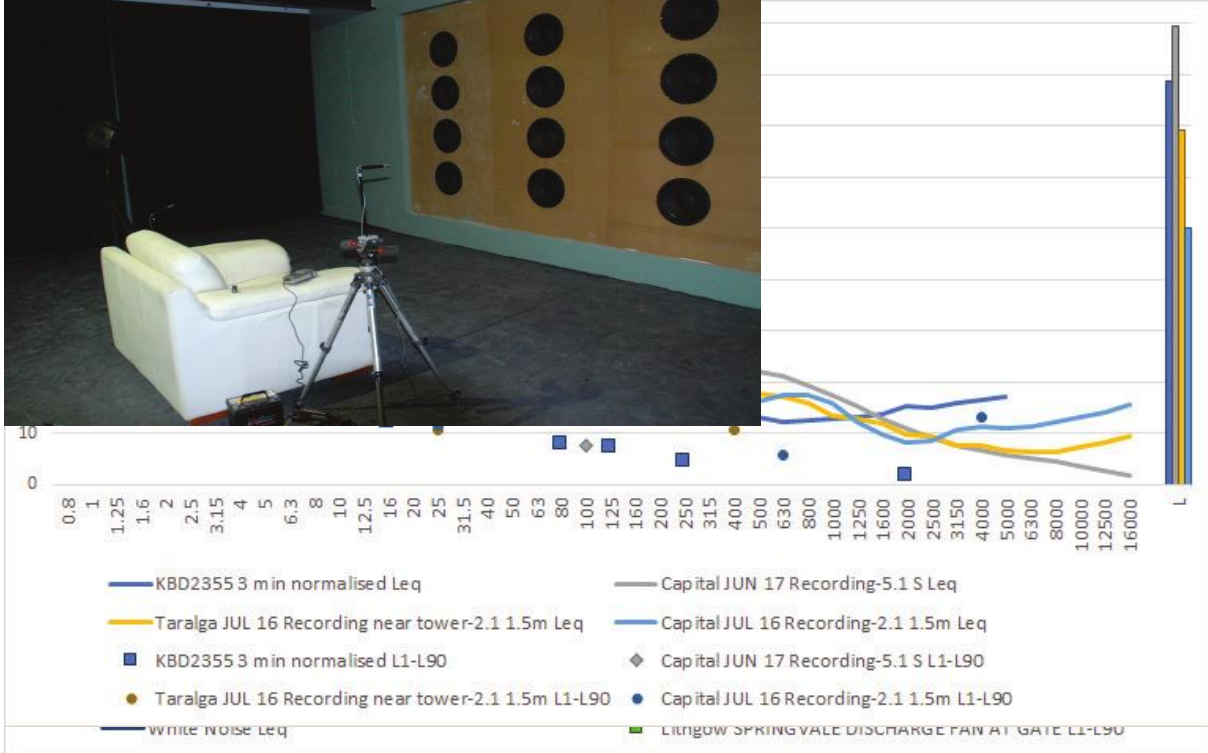 10
0
0.8 1 1.25 1.6 2 2.5 3.15 4 5 6.3 8 10 12.5 16 20 25 31.5 40 50 63 80 100 125 160 200 250 315 400 500 630 800 1000 1250 1600 2000 2500 3150 4000 5000 6300 8000 10000 12500 16000 L
KBD2355 3 min normalised Leq Capital JUN 17 Recording-5.1 S Leq
Taralga JUL 16 Recording near tower-2.1 1.5m Leq Capital JUL 16 Recording-2.1 1.5m Leq
KBD2355 3 min normalised L1-L90 Capital JUN 17 Recording-5.1 S L1-L90
Taralga JUL 16 Recording near tower-2.1 1.5m L1-L90 Capital JUL 16 Recording-2.1 1.5m L1-L90
White Noise Leq Lithgow SPRINGVALE DISCHARGE FAN AT GATE L1-L90